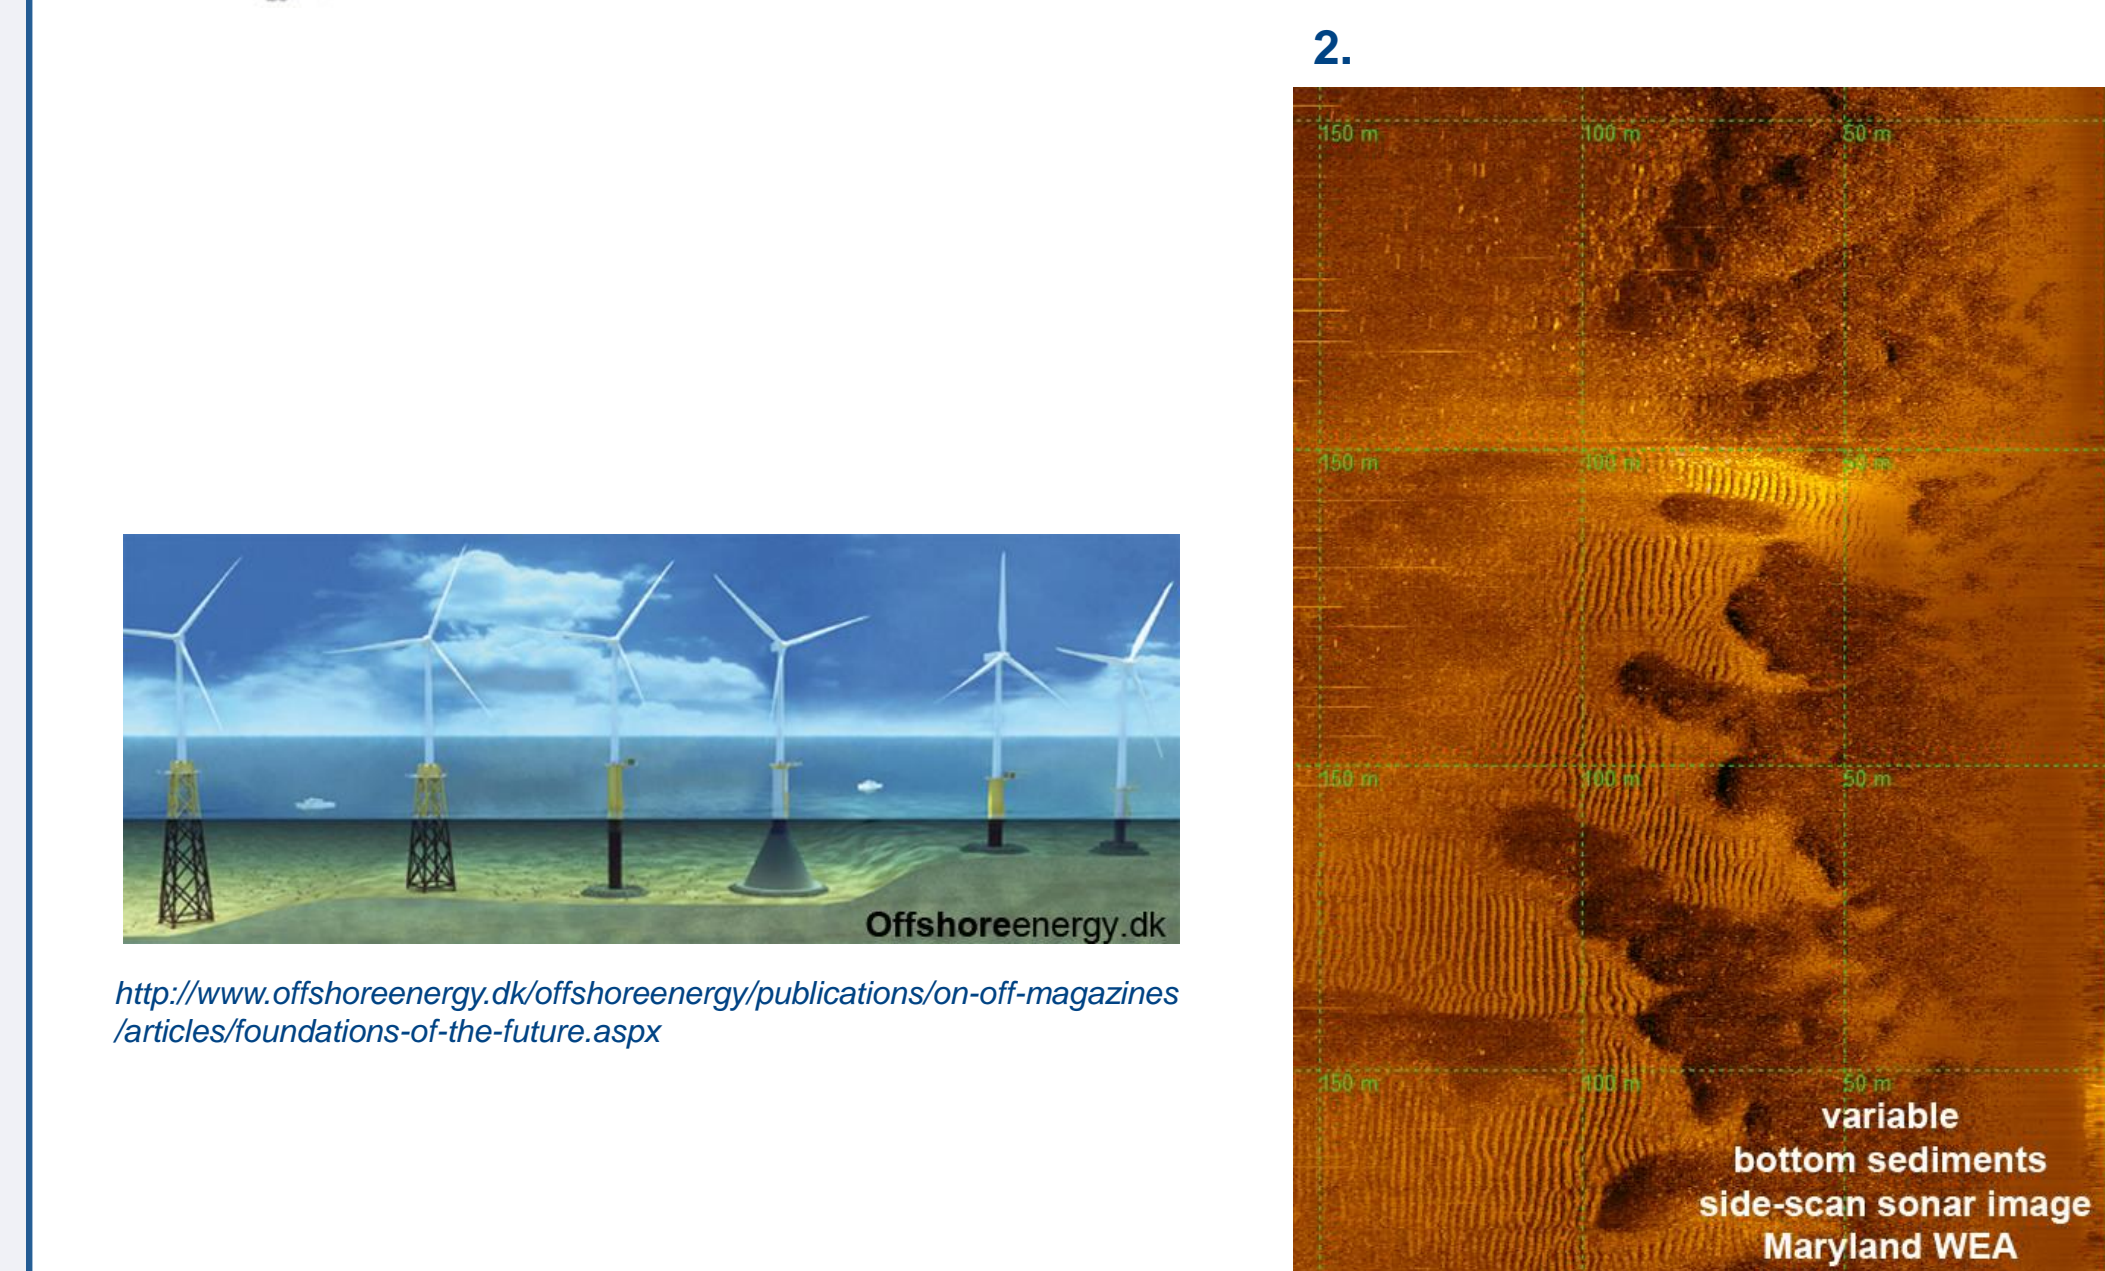 2.
150 m 100 m 50 m
150 m 100 m 50 m
150 m 100 m 50 m
150 m 100 m 50 m
variable
bottom sediments
side-scan sonar image
Maryland WEA
Offshoreenergy.dk
http://www.offshoreenergy.dk/offshoreenergy/publications/on-off-magazines
/articles/foundations-of-the-future.aspx